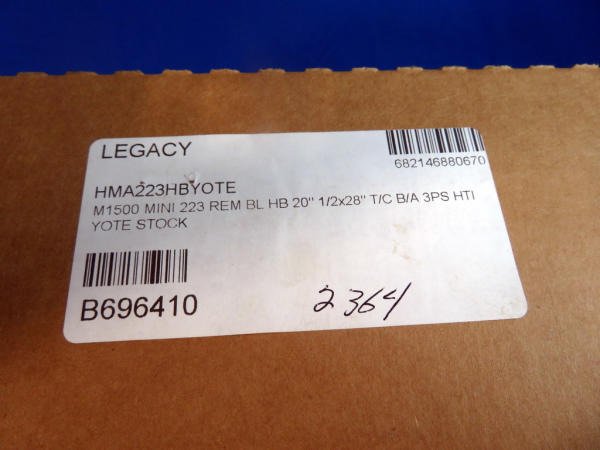 LEGACY
682146880670
HMA223HBYOTE
M1500 MINI 223 REM BL HB 20" 1/2x28" T/C B/A 3PS HTI
YOTE STOCK
B696410
2364